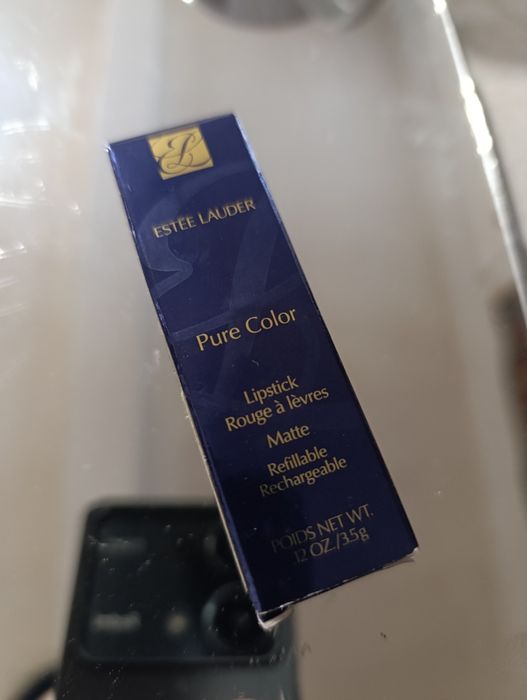 ESTĒE LAUDER
Pure Color
Lipstick
Rouge à lèvres
Matte
Refillable
Rechargeable
POIDS NET WT.
.12 OZ./3.5g